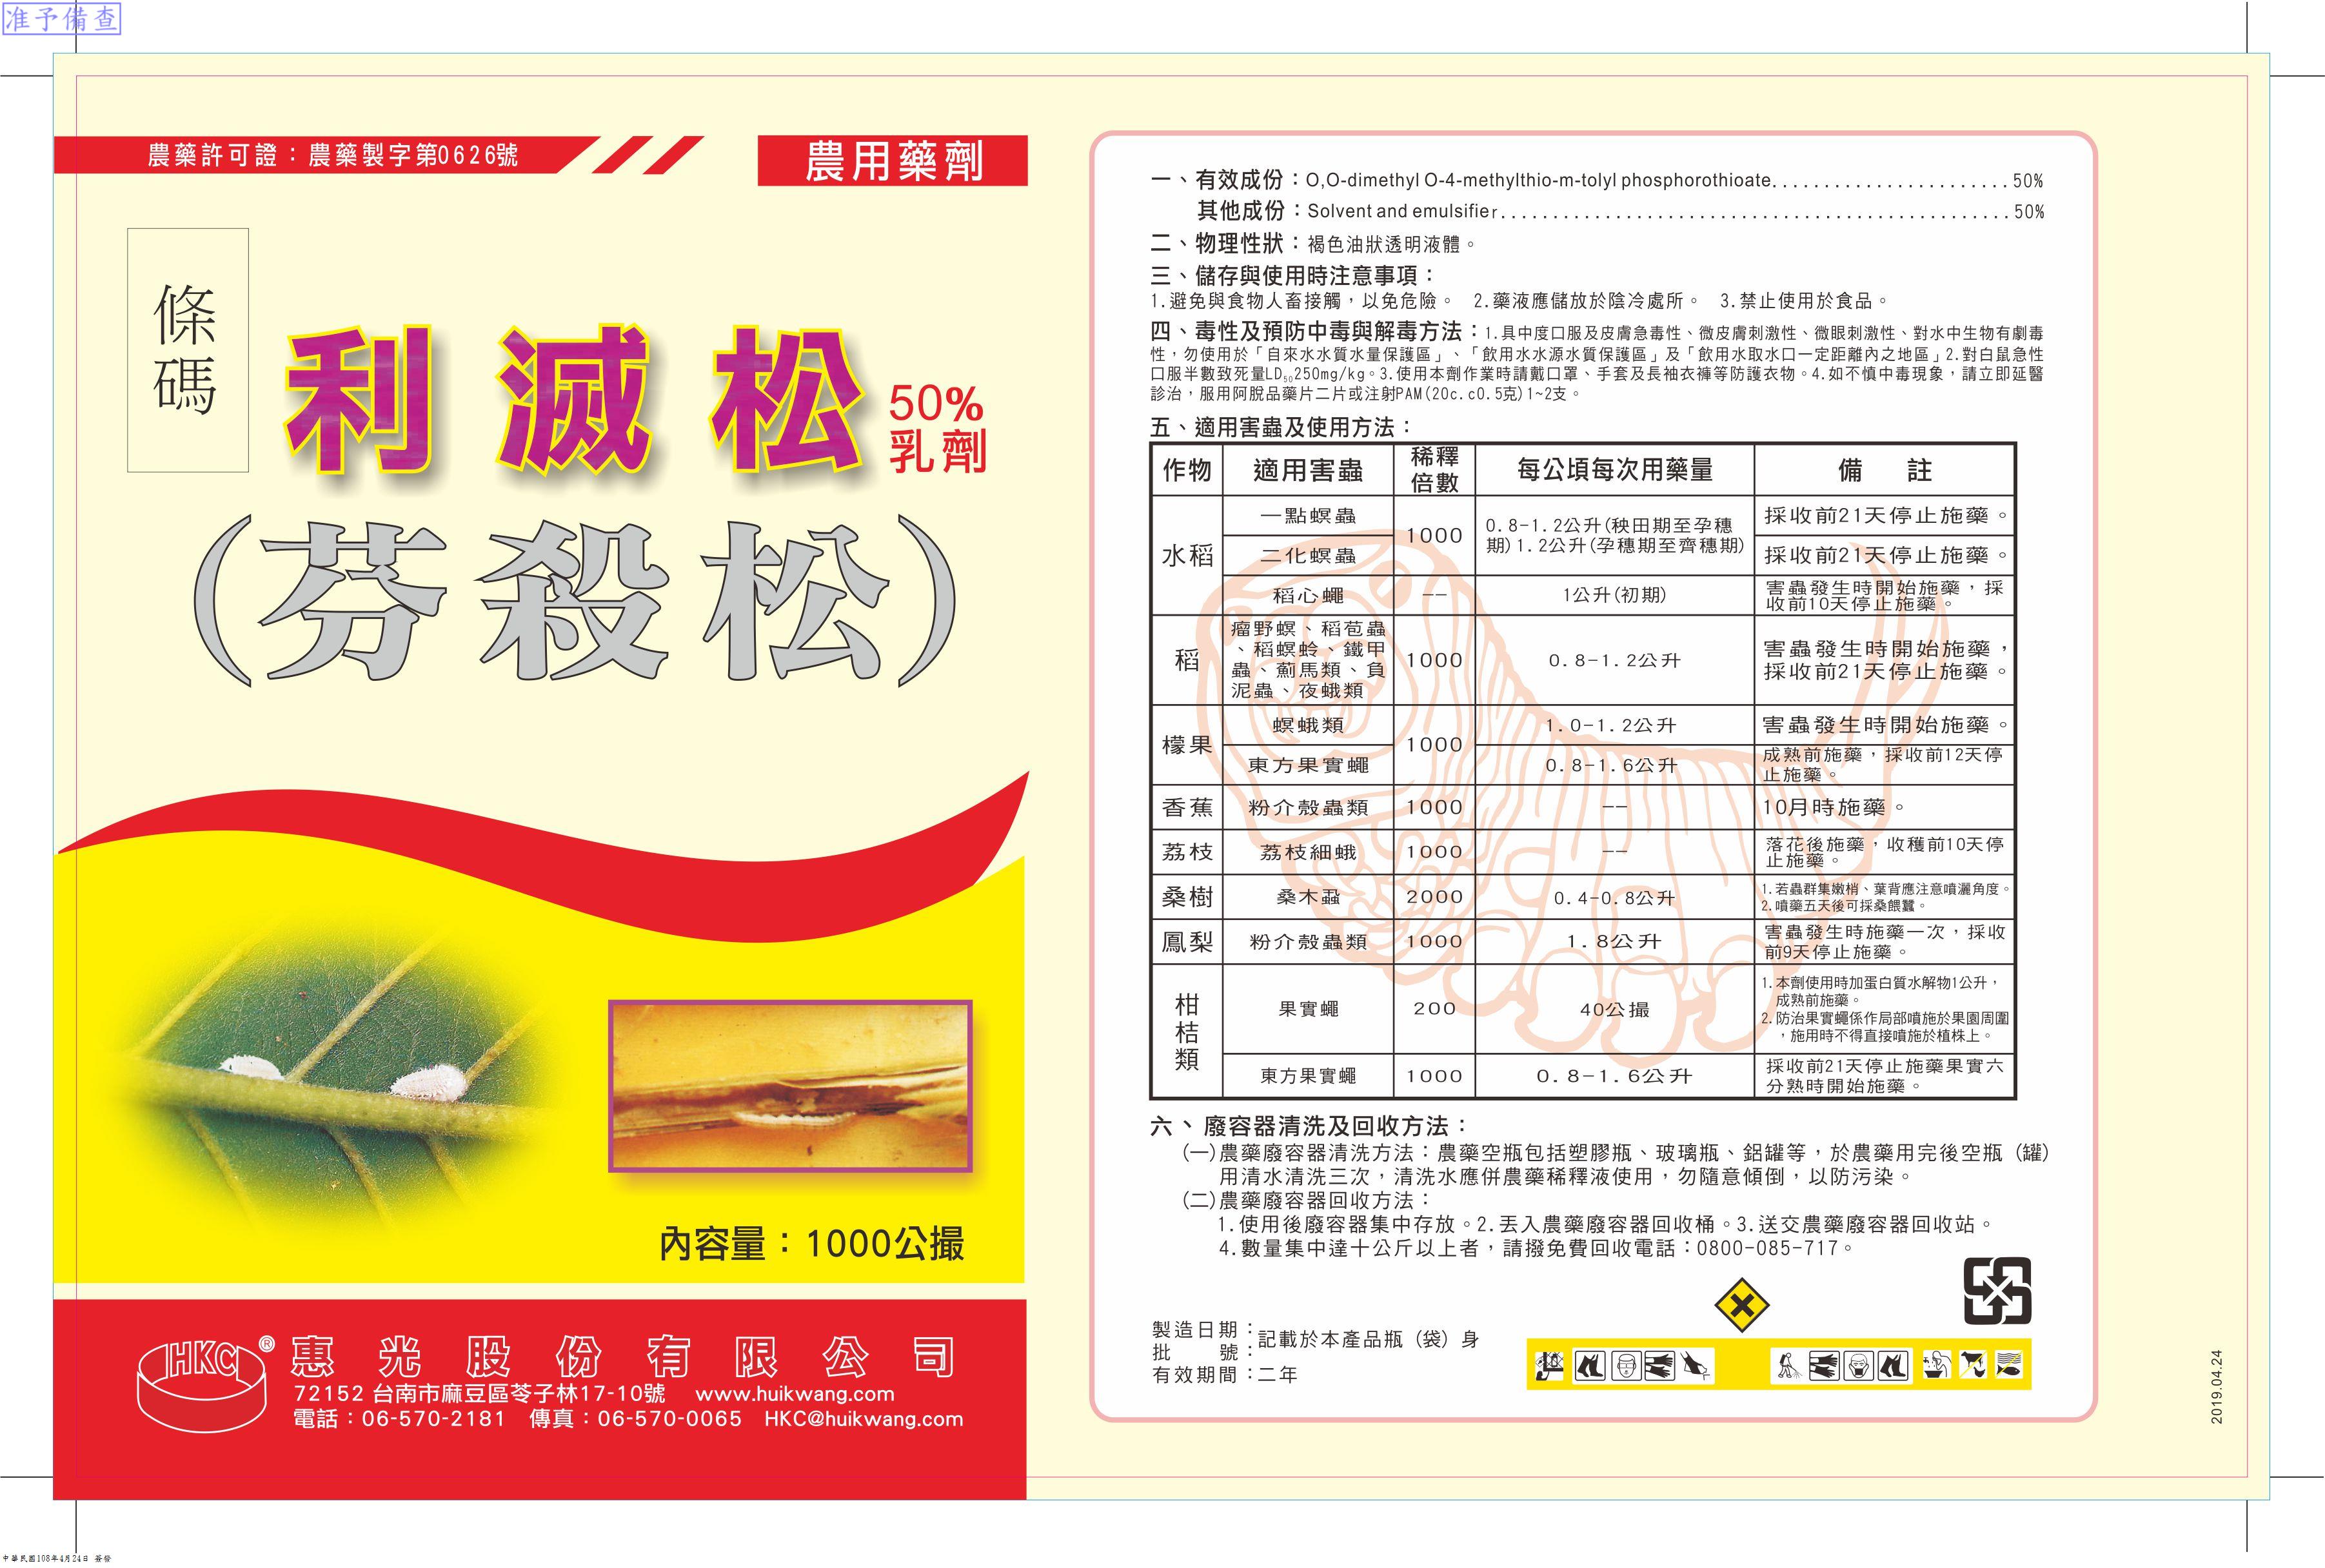 准予備查
農藥許可證：農藥製字第0626號
農用藥劑
條碼
利滅松
50%
乳劑
(芬殺松)
內容量：1000公撮
HKC®
惠光股份有限公司
72152 台南市麻豆區苓子林17-10號 www.huikwang.com
電話：06-570-2181 傳真：06-570-0065 HKC@huikwang.com
一、有效成份：O,O-dimethyl O-4-methylthio-m-tolyl phosphorothioate.......................50%
其他成份：Solvent and emulsifier.................................................50%
二、物理性狀：褐色油狀透明液體。
三、儲存與使用時注意事項：
1.避免與食物人畜接觸，以免危險。 2.藥液應儲放於陰冷處所。 3.禁止使用於食品。
四、毒性及預防中毒與解毒方法：1.具中度口服及皮膚急毒性、微皮膚刺激性、微眼刺激性、對水中生物有劇毒
性，勿使用於「自來水水質水量保護區」、「飲用水水源水質保護區」及「飲用水取水口一定距離內之地區」2.對白鼠急性
口服半數致死量LD₅₀250mg/kg。3.使用本劑作業時請戴口罩、手套及長袖衣褲等防護衣物。4.如不慎中毒現象，請立即延醫
診治，服用阿脫品藥片二片或注射PAM(20c.c0.5克)1~2支。
五、適用害蟲及使用方法：
作物 適用害蟲 稀釋倍數 每公頃每次用藥量 備 註
水稻 一點螟蟲 1000 0.8-1.2公升(秧田期至孕穗期)1.2公升(孕穗期至齊穗期) 採收前21天停止施藥。
二化螟蟲 採收前21天停止施藥。
稻心蠅 -- 1公升(初期) 害蟲發生時開始施藥，採收前10天停止施藥。
稻 瘤野螟、稻苞蟲、稻螟蛉、鐵甲蟲、薊馬類、負泥蟲、夜蛾類 1000 0.8-1.2公升 害蟲發生時開始施藥，採收前21天停止施藥。
檬果 螟蛾類 1000 1.0-1.2公升 害蟲發生時開始施藥。
東方果實蠅 0.8-1.6公升 成熟前施藥，採收前12天停止施藥。
香蕉 粉介殼蟲類 1000 -- 10月時施藥。
荔枝 荔枝細蛾 1000 -- 落花後施藥，收穫前10天停止施藥。
桑樹 桑木蝨 2000 0.4-0.8公升 1.若蟲群集嫩梢、葉背應注意噴灑角度。
2.噴藥五天後可採桑餵蠶。
鳳梨 粉介殼蟲類 1000 1.8公升 害蟲發生時施藥一次，採收前9天停止施藥。
柑桔類 果實蠅 200 40公撮 1.本劑使用時加蛋白質水解物1公升，成熟前施藥。
2.防治果實蠅係作局部噴施於果園周圍，施用時不得直接噴施於植株上。
東方果實蠅 1000 0.8-1.6公升 採收前21天停止施藥果實六分熟時開始施藥。
六、廢容器清洗及回收方法：
(一)農藥廢容器清洗方法：農藥空瓶包括塑膠瓶、玻璃瓶、鋁罐等，於農藥用完後空瓶（罐）
用清水清洗三次，清洗水應併農藥稀釋液使用，勿隨意傾倒，以防污染。
(二)農藥廢容器回收方法：
1.使用後廢容器集中存放。2.丟入農藥廢容器回收桶。3.送交農藥廢容器回收站。
4.數量集中達十公斤以上者，請撥免費回收電話：0800-085-717。
製造日期：
批 號：
記載於本產品瓶（袋）身
有效期間：二年
2019.04.24
中華民國108年4月24日 簽發